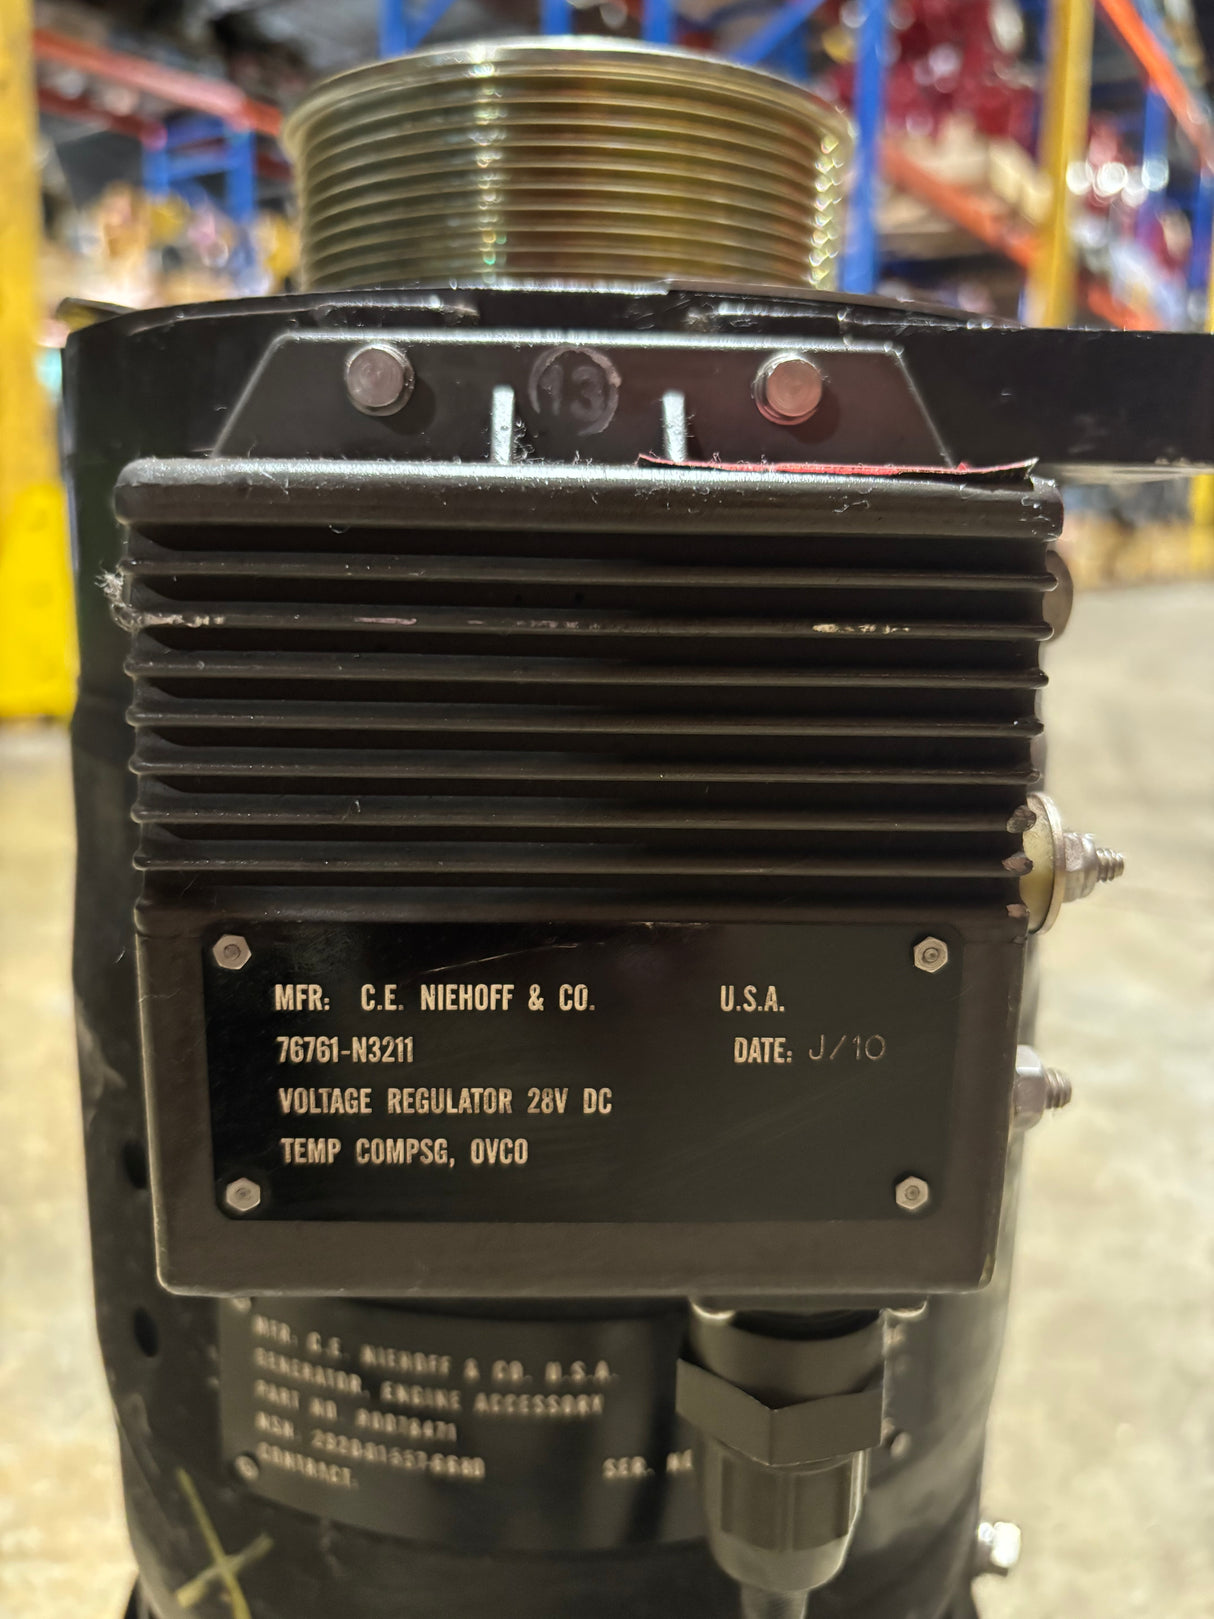 13
MFR: C.E. NIEHOFF & CO. U.S.A.
76761-N3211 DATE: J/10
VOLTAGE REGULATOR 28V DC
TEMP COMPSG, OVCO
MFR: C.E. NIEHOFF & CO. U.S.A.
GENERATOR, ENGINE ACCESSORY
PART NO.
NSN.
CONTRACT. SER.